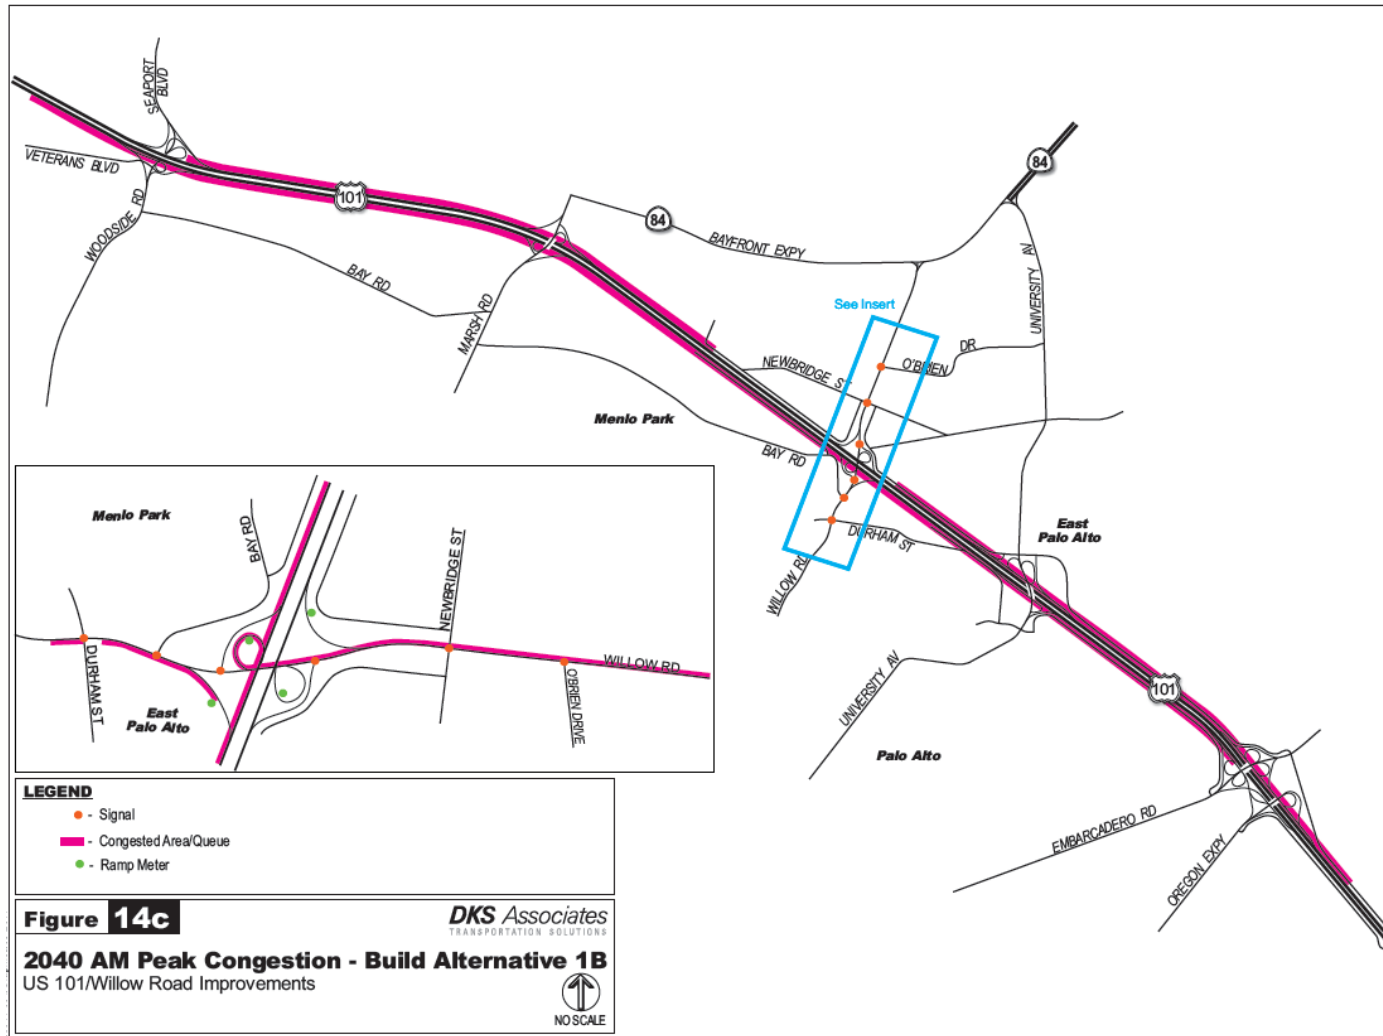 SEAPORT
BLVD
VETERANS BLVD
WOODSIDE RD
101
BAY RD
MARSH RD
84
BAYFRONT EXPY
84
UNIVERSITY AV
See Insert
O'BRIEN
DR
NEWBRIDGE ST
Menlo Park
BAY RD
WILLOW RD
DURHAM ST
East
Palo Alto
101
UNIVERSITY AV
Palo Alto
EMBARCADERO RD
OREGON EXPY
Menlo Park
BAY RD
NEWBRIDGE ST
WILLOW RD
DURHAM ST
East
Palo Alto
O'BRIEN DRIVE
LEGEND
- Signal
- Congested Area/Queue
- Ramp Meter
Figure 14c
DKS Associates
TRANSPORTATION SOLUTIONS
2040 AM Peak Congestion - Build Alternative 1B
US 101/Willow Road Improvements
NO SCALE